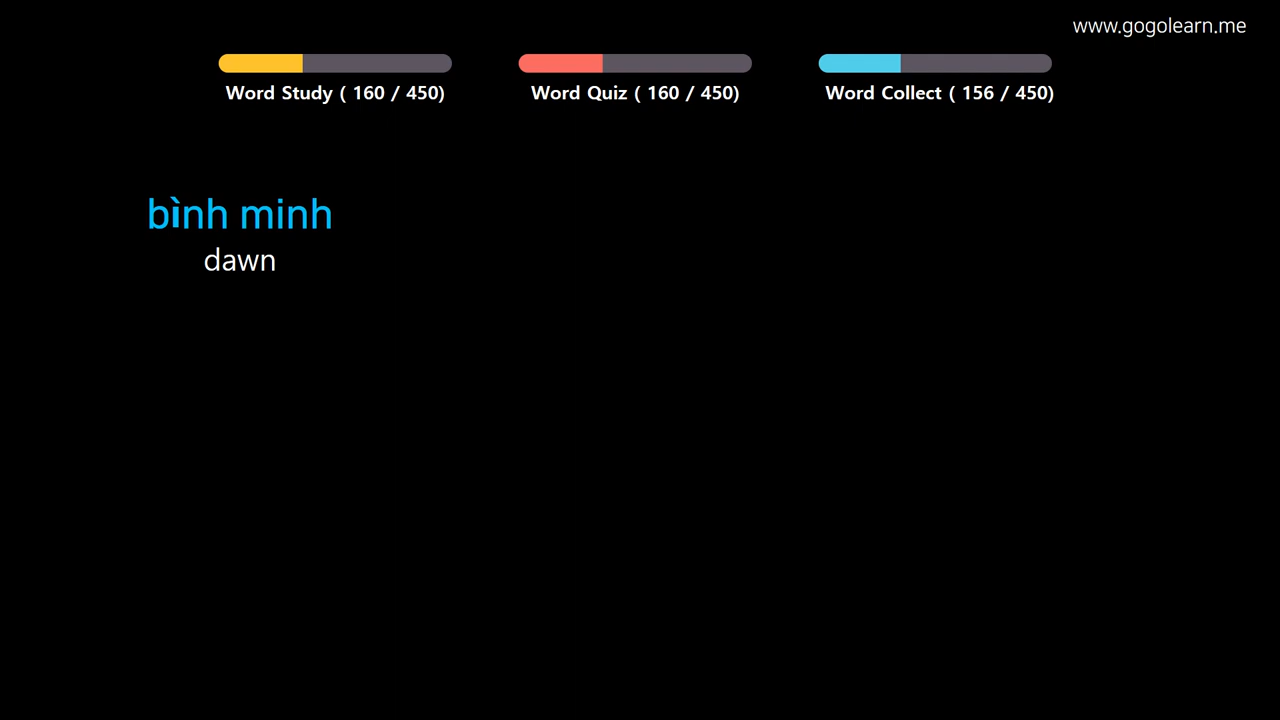 www.gogolearn.me
Word Study ( 160 / 450)
Word Quiz ( 160 / 450)
Word Collect ( 156 / 450)
bình minh
dawn